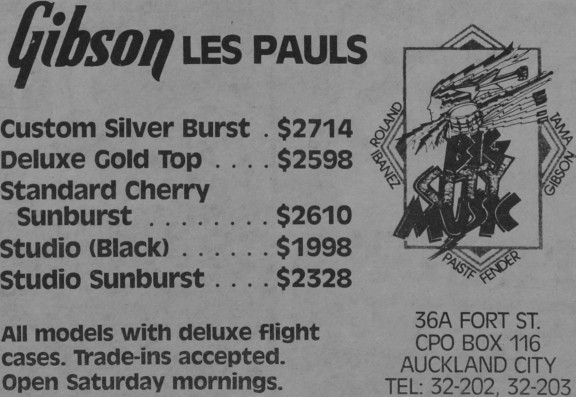 Gibson LES PAULS
Custom Silver Burst . $2714
Deluxe Gold Top . . . . $2598
Standard Cherry
Sunburst . . . . . . . . $2610
Studio (Black) . . . . . . $1998
Studio Sunburst . . . . $2328
All models with deluxe flight
cases. Trade-ins accepted.
Open Saturday mornings.
ROLAND
IBANEZ
TAMA
GIBSON
BIG
CITY
MUSIC
PAISTE FENDER
36A FORT ST.
CPO BOX 116
AUCKLAND CITY
TEL: 32-202, 32-203